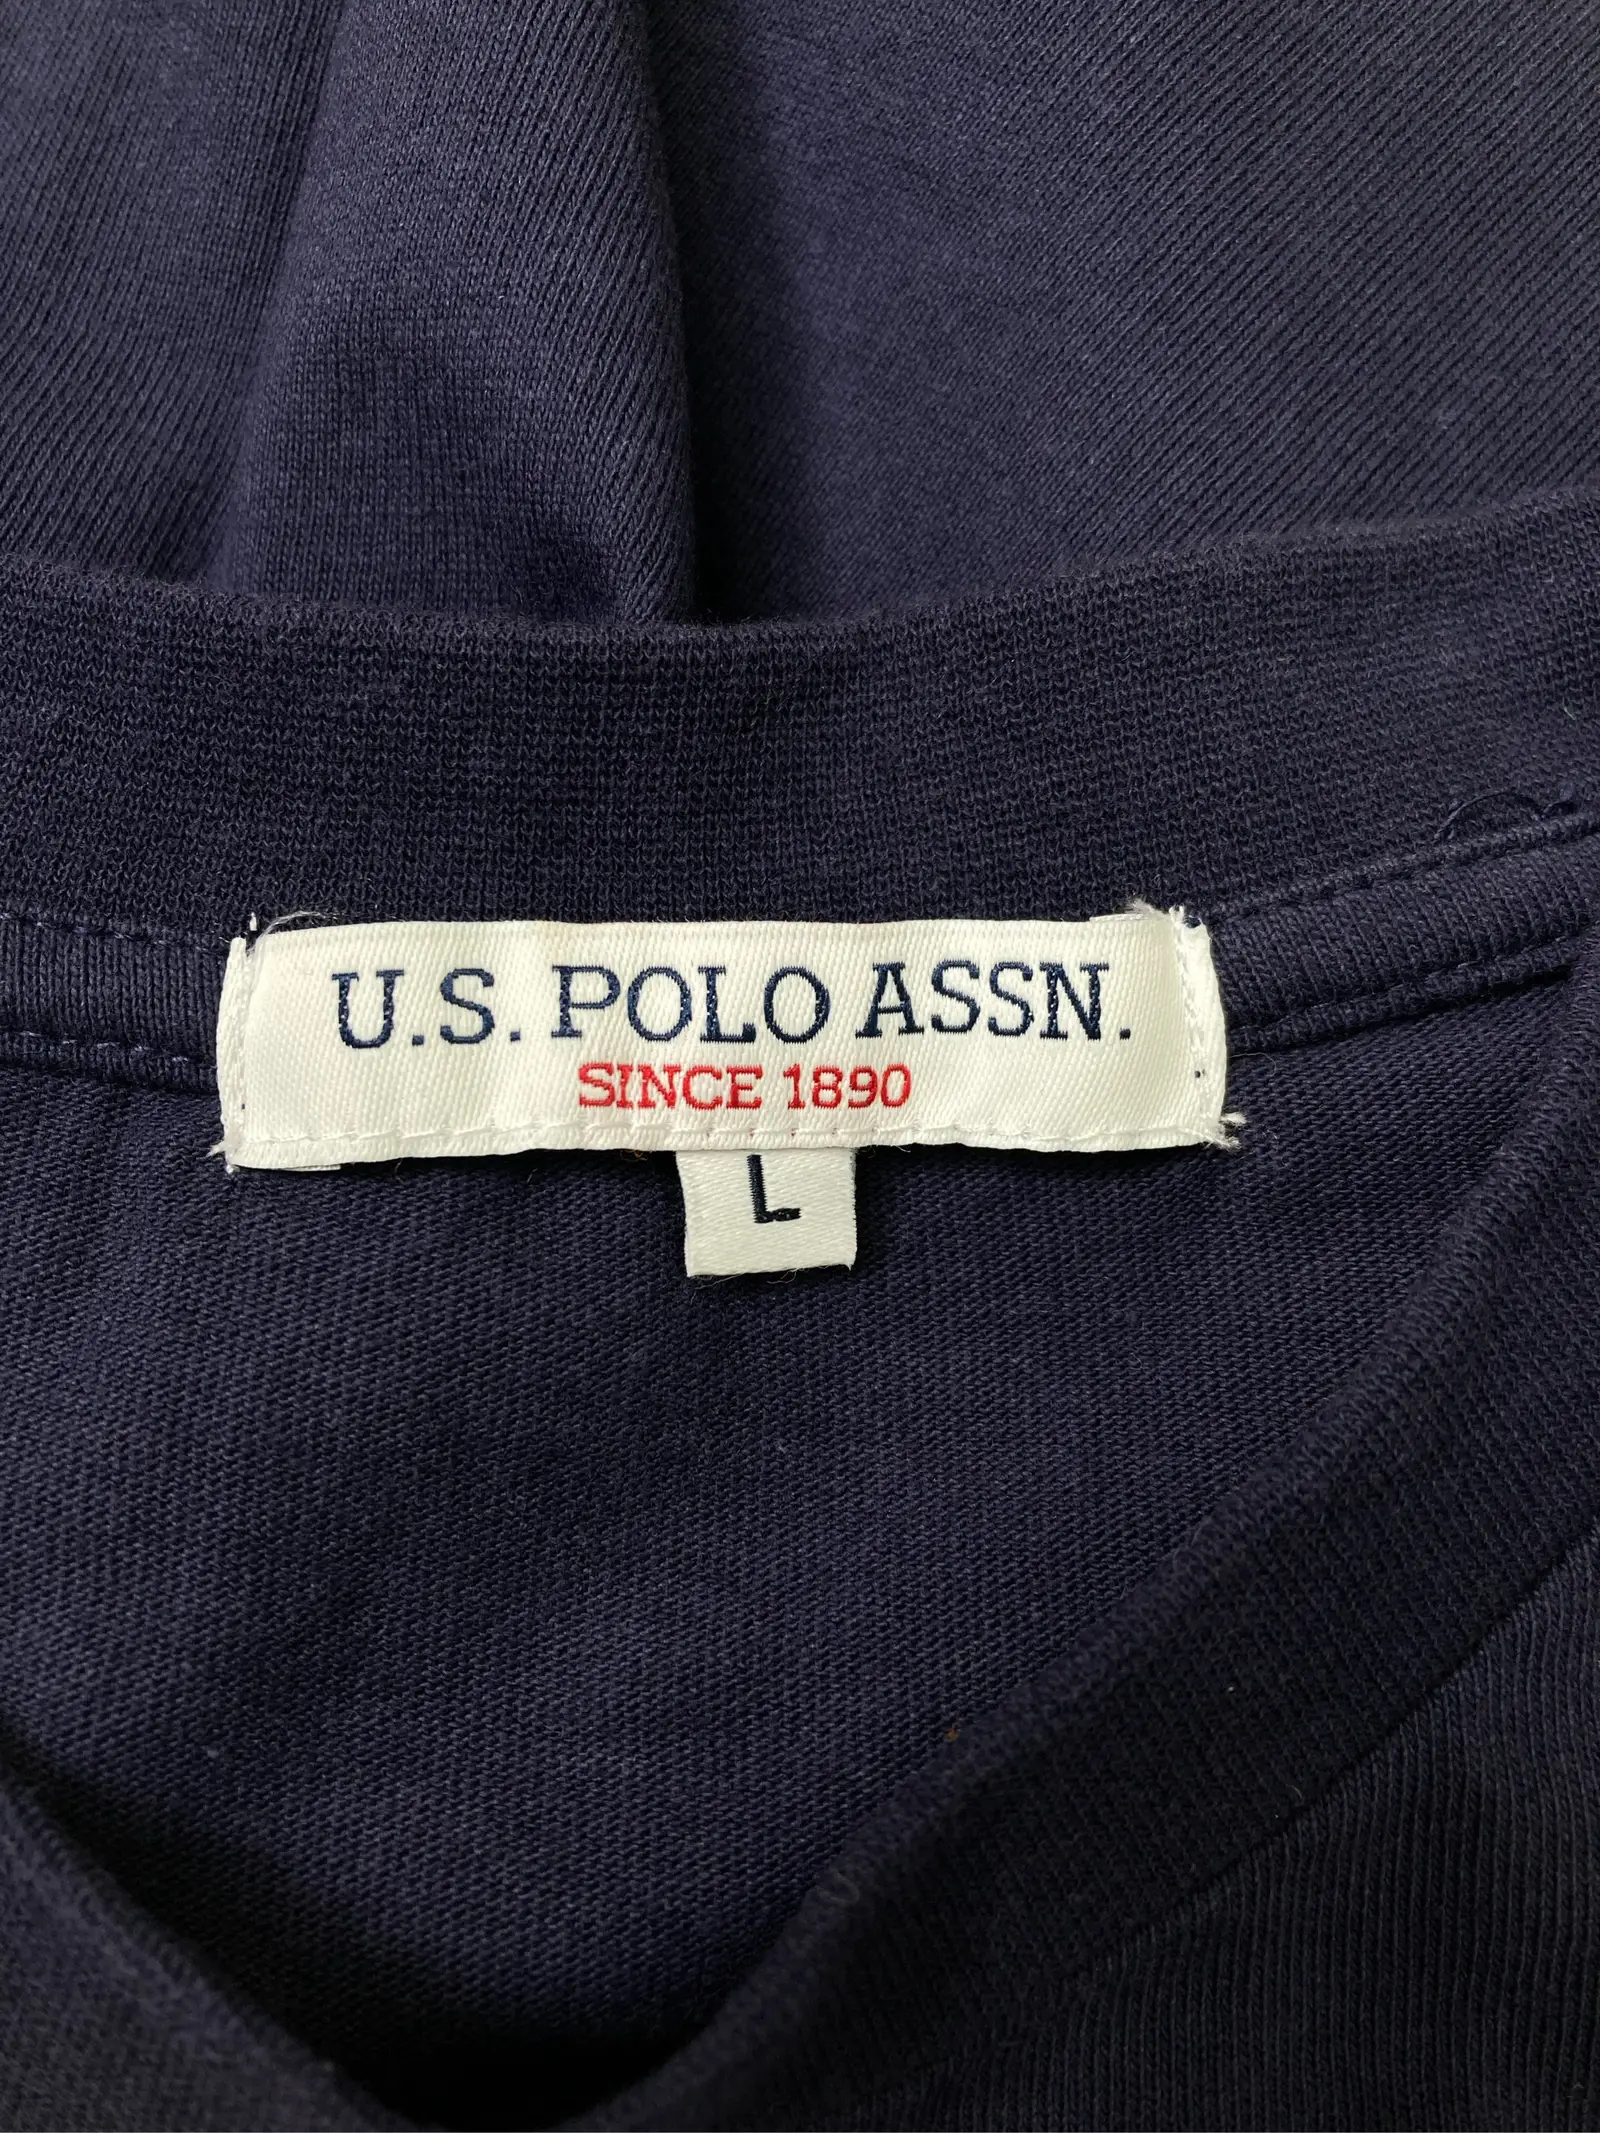 U.S. POLO ASSN.
SINCE 1890
L